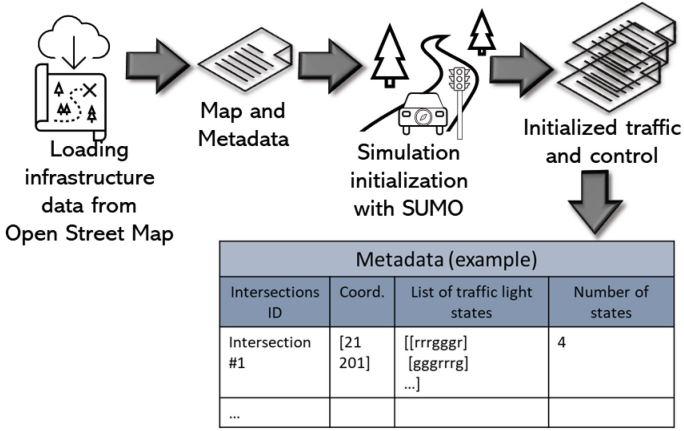 Loading
infrastructure
data from
Open Street Map
Map and
Metadata
Simulation
initialization
with SUMO
Initialized traffic
and control
Metadata (example)
Intersections
ID
Coord.
List of traffic light
states
Number of
states
Intersection
#1
[21
201]
[[rrrgggr]
[gggrrrg]
...]
4
...